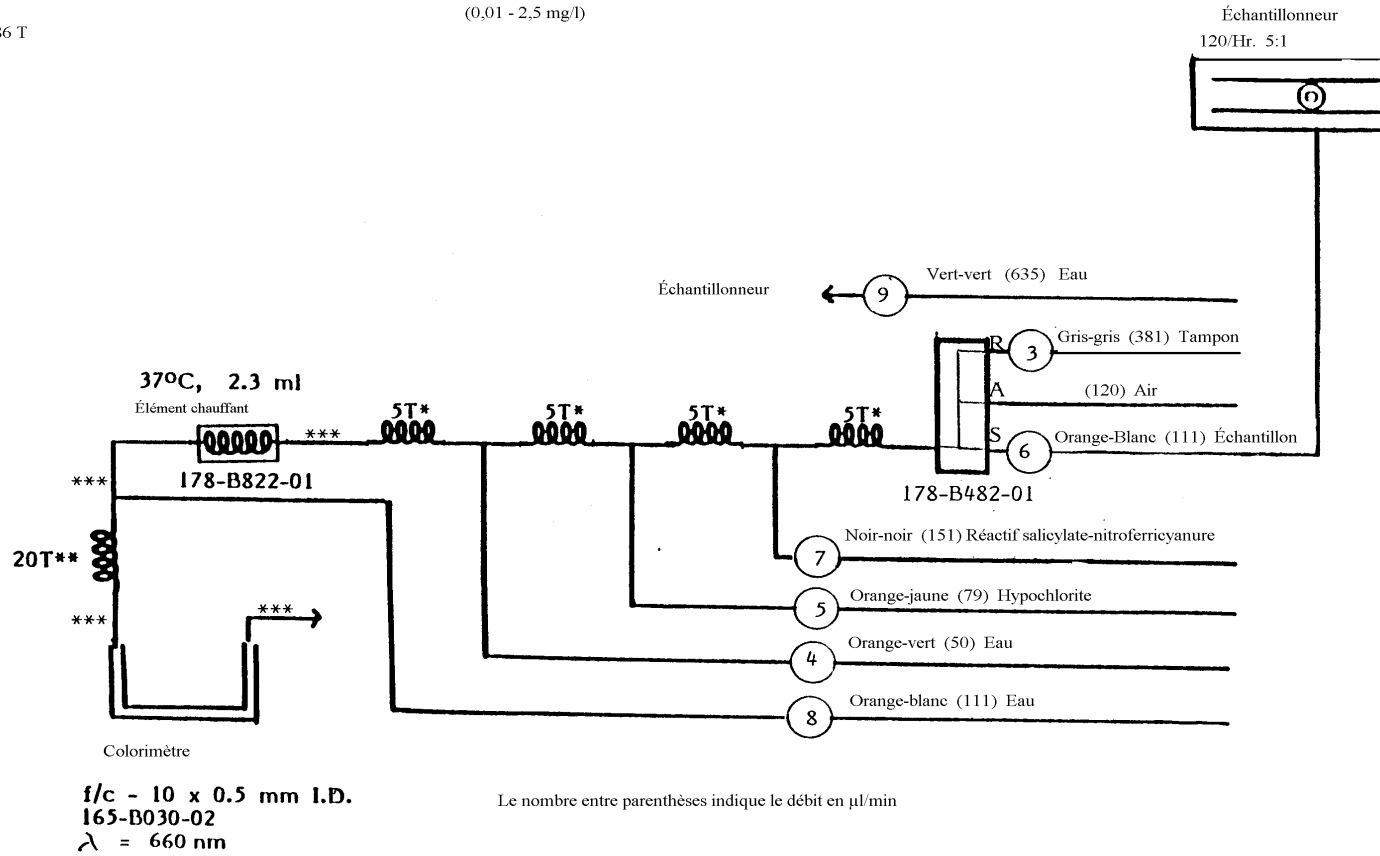 (0,01 - 2,5 mg/l)
Échantillonneur
6 T
120/Hr. 5:1
Vert-vert (635) Eau
Échantillonneur
9
R
3
Gris-gris (381) Tampon
37°C, 2.3 ml
Élément chauffant
A
(120) Air
***
5T*
5T*
5T*
5T*
S
6
Orange-Blanc (111) Échantillon
***
178-B822-01
178-B482-01
Noir-noir (151) Réactif salicylate-nitroferricyanure
7
20T**
Orange-jaune (79) Hypochlorite
5
***
***
Orange-vert (50) Eau
4
Orange-blanc (111) Eau
8
Colorimètre
f/c - 10 x 0.5 mm I.D.
165-B030-02
λ = 660 nm
Le nombre entre parenthèses indique le débit en µl/min